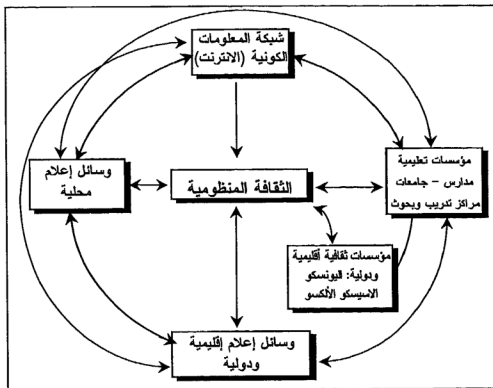 شبكة المعلومات
الكونية (الانترنت)
مؤسسات تعليمية
مدارس – جامعات
مراكز تدريب وبحوث
الثقافة المنظومية
وسائل إعلام
محلية
مؤسسات ثقافية أقليمية
ودولية: اليونسكو
الاسيسكو الألكسو
وسائل إعلام إقليمية
ودولية